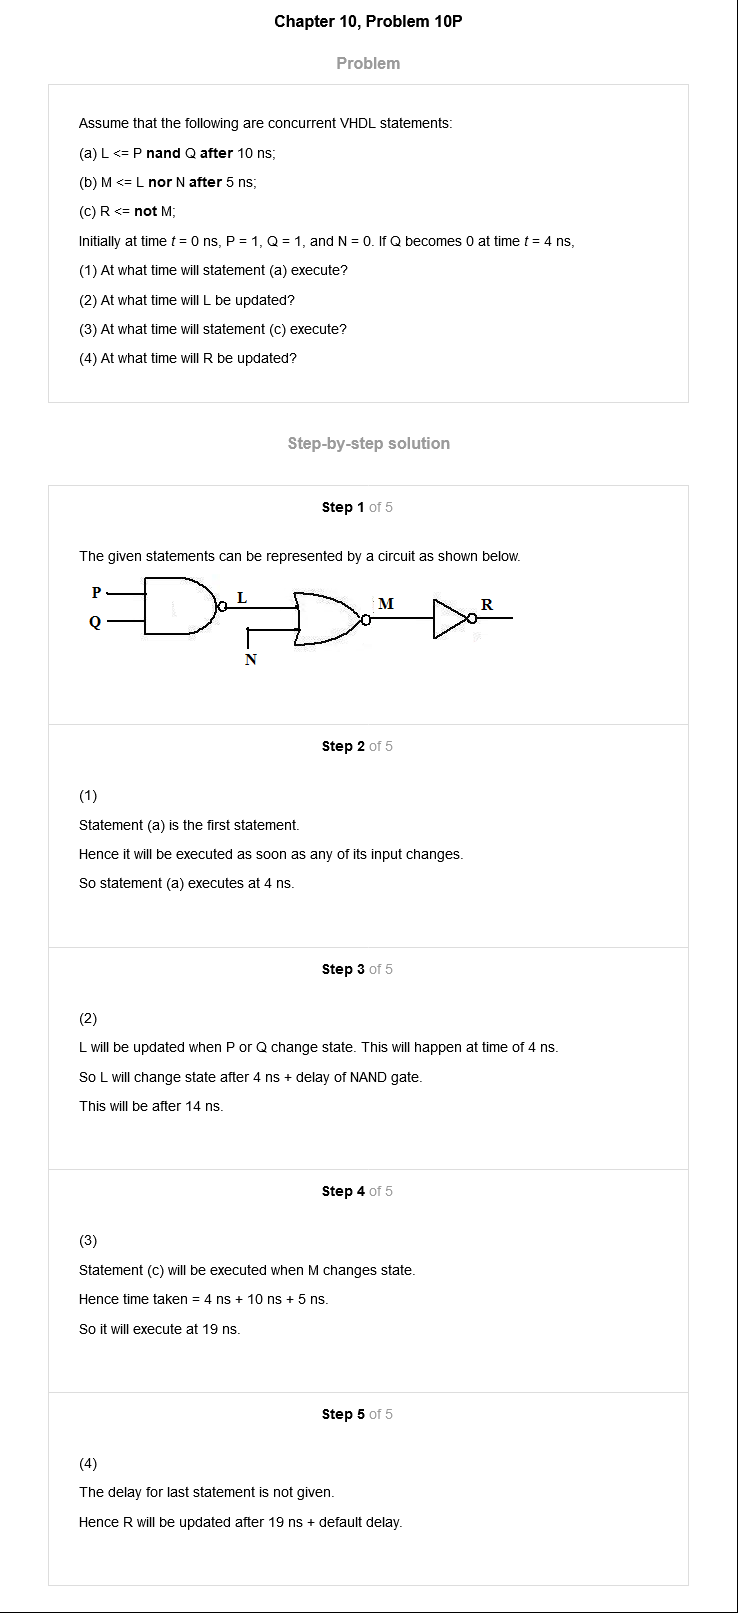 Chapter 10, Problem 10P
Problem
Assume that the following are concurrent VHDL statements:
(a) L <= P nand Q after 10 ns;
(b) M <= L nor N after 5 ns;
(c) R <= not M;
Initially at time t = 0 ns, P = 1, Q = 1, and N = 0. If Q becomes 0 at time t = 4 ns,
(1) At what time will statement (a) execute?
(2) At what time will L be updated?
(3) At what time will statement (c) execute?
(4) At what time will R be updated?
Step-by-step solution
Step 1 of 5
The given statements can be represented by a circuit as shown below.
P
L
M
R
Q
N
Step 2 of 5
(1)
Statement (a) is the first statement.
Hence it will be executed as soon as any of its input changes.
So statement (a) executes at 4 ns.
Step 3 of 5
(2)
L will be updated when P or Q change state. This will happen at time of 4 ns.
So L will change state after 4 ns + delay of NAND gate.
This will be after 14 ns.
Step 4 of 5
(3)
Statement (c) will be executed when M changes state.
Hence time taken = 4 ns + 10 ns + 5 ns.
So it will execute at 19 ns.
Step 5 of 5
(4)
The delay for last statement is not given.
Hence R will be updated after 19 ns + default delay.